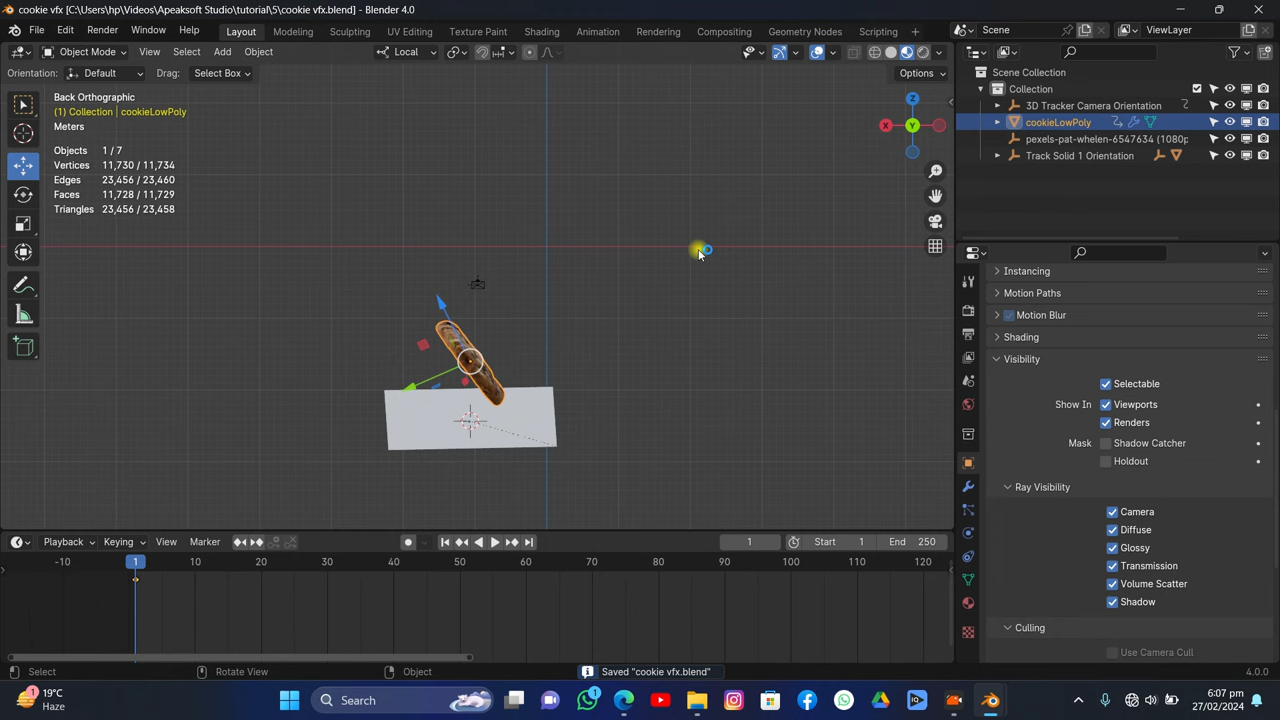 cookie vfx [C:\Users\hp\Videos\Apeaksoft Studio\tutorial\5\cookie vfx.blend] - Blender 4.0
File Edit Render Window Help Layout Modeling Sculpting UV Editing Texture Paint Shading Animation Rendering Compositing Geometry Nodes Scripting + Scene ViewLayer
Object Mode View Select Add Object Local
Orientation: Default Drag: Select Box Options
Back Orthographic
(1) Collection | cookieLowPoly
Meters
Objects 1 / 7
Vertices 11,730 / 11,734
Edges 23,456 / 23,460
Faces 11,728 / 11,729
Triangles 23,456 / 23,458
Z
X Y
Scene Collection
Collection
3D Tracker Camera Orientation
cookieLowPoly
pexels-pat-whelen-6547634 (1080p
Track Solid 1 Orientation
Instancing
Motion Paths
Motion Blur
Shading
Visibility
Selectable
Show In Viewports
Renders
Mask Shadow Catcher
Holdout
Ray Visibility
Camera
Diffuse
Glossy
Transmission
Volume Scatter
Shadow
Culling
Use Camera Cull
Playback Keying View Marker 1 Start 1 End 250
-10 1 10 20 30 40 50 60 70 80 90 100 110 120
Select Rotate View Object Saved "cookie vfx.blend" 4.0.0
1 19°C
Haze
Search
1
6:07 pm
27/02/2024